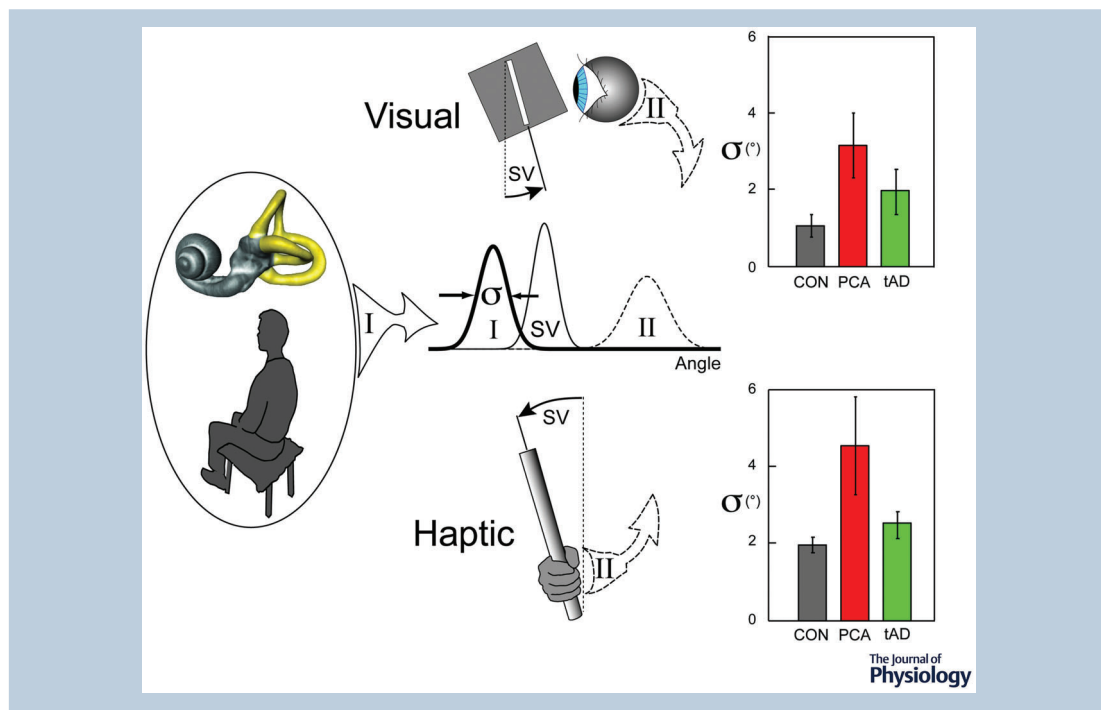 Visual
SV
II
6
4
σ(°)
2
0
CON PCA tAD
I
σ
I
SV
II
Angle
SV
Haptic
II
6
4
σ(°)
2
0
CON PCA tAD
The Journal of
Physiology